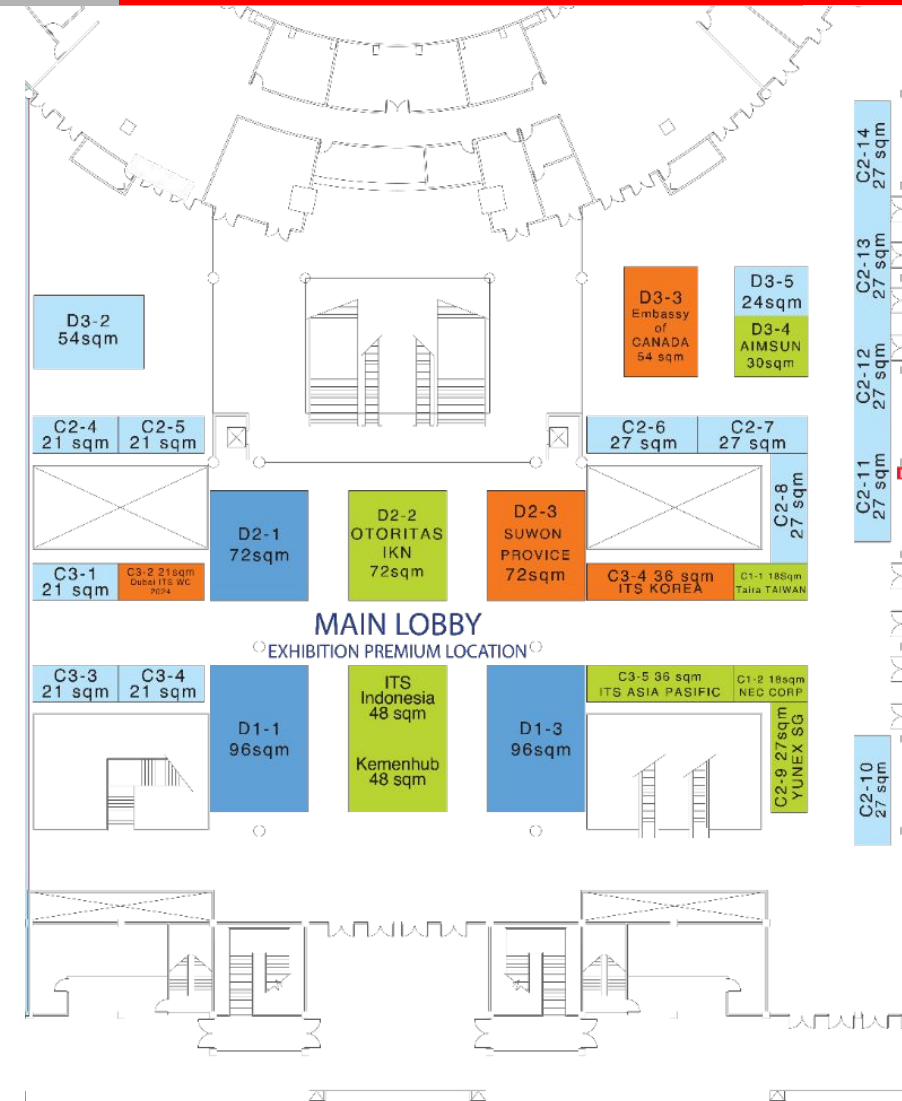 C2-14
27 sqm
C2-13
27 sqm
C2-12
27 sqm
C2-11
27 sqm
D3-2
54sqm
D3-3
Embassy
of
CANADA
54 sqm
D3-5
24sqm
D3-4
AIMSUN
30sqm
C2-4
21 sqm
C2-5
21 sqm
C2-6
27 sqm
C2-7
27 sqm
C2-8
27 sqm
D2-1
72sqm
D2-2
OTORITAS
IKN
72sqm
D2-3
SUWON
PROVICE
72sqm
C3-1
21 sqm
C3-2 21sqm
Dubai ITS WC
2024
C3-4 36 sqm
ITS KOREA
C1-1 18Sqm
Taira TAIWAN
MAIN LOBBY
EXHIBITION PREMIUM LOCATION
C3-3
21 sqm
C3-4
21 sqm
D1-1
96sqm
ITS
Indonesia
48 sqm
Kemenhub
48 sqm
D1-3
96sqm
C3-5 36 sqm
ITS ASIA PASIFIC
C1-2 18sqm
NEC CORP
C2-9 27sqm
YUNEX SG
C2-10
27 sqm